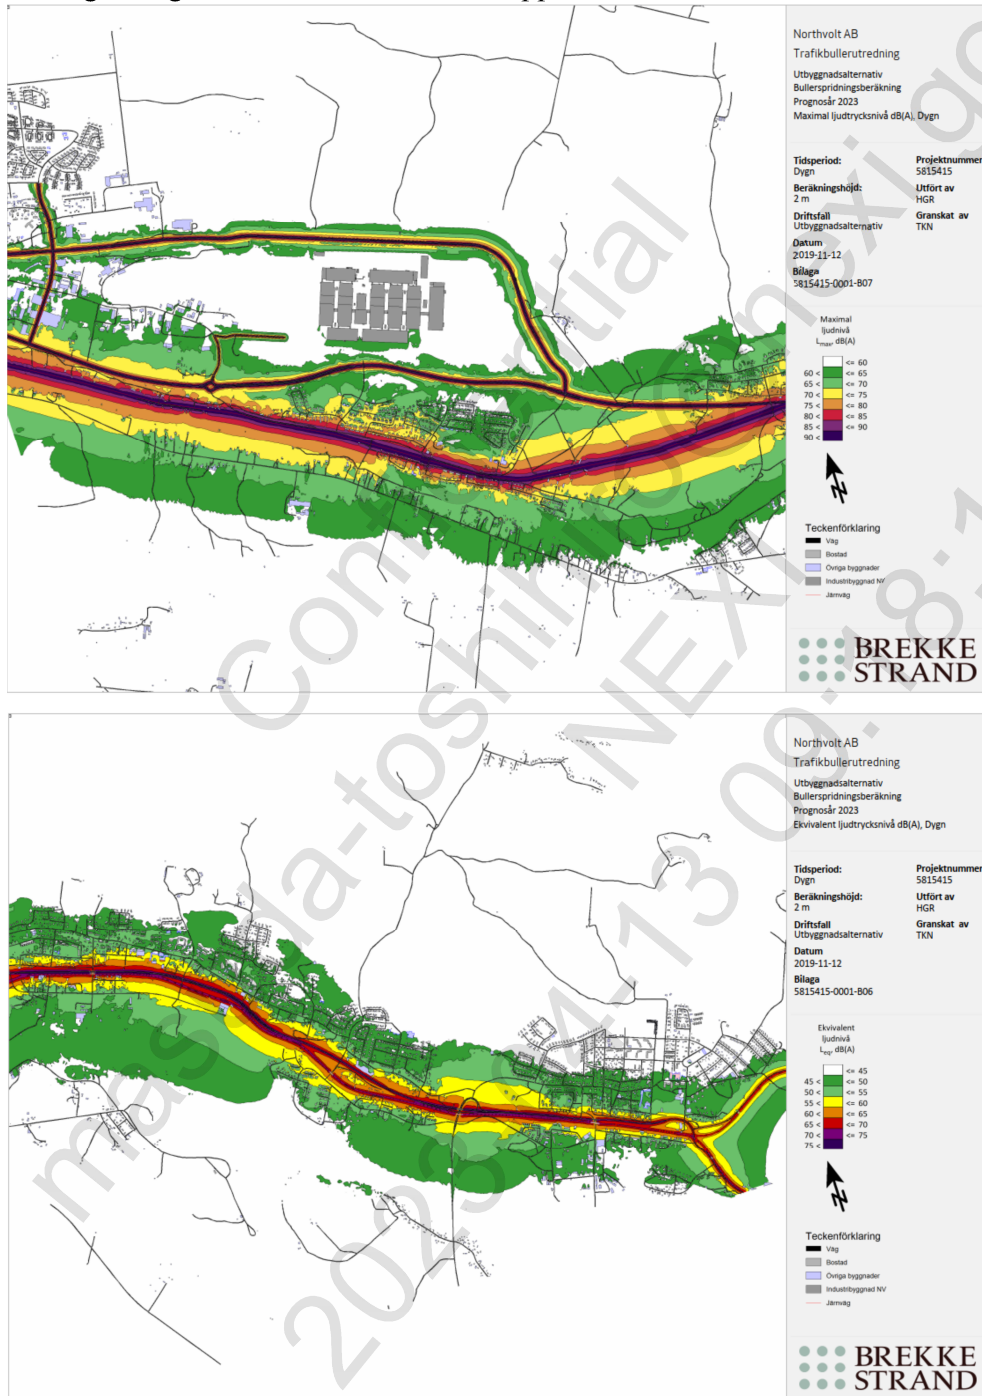 Northvolt AB
Trafikbullerutredning
Utbyggnadsalternativ
Bullerspridningsberäkning
Prognosår 2023
Maximal ljudtrycksnivå dB(A), Dygn
Tidsperiod: Projektnummer
Dygn 5815415
Beräkningshöjd: Utfört av
2 m HGR
Driftsfall Granskat av
Utbyggnadsalternativ TKN
Datum
2019-11-12
Bilaga
5815415-0001-B07
Maximal
ljudnivå
Lmax, dB(A)
<= 60
60 < <= 65
65 < <= 70
70 < <= 75
75 < <= 80
80 < <= 85
85 < <= 90
90 <
N
Teckenförklaring
Väg
Bostad
Övriga byggnader
Industribyggnad NV
Järnväg
BREKKE
STRAND
Northvolt AB
Trafikbullerutredning
Utbyggnadsalternativ
Bullerspridningsberäkning
Prognosår 2023
Ekvivalent ljudtrycksnivå dB(A), Dygn
Tidsperiod: Projektnummer
Dygn 5815415
Beräkningshöjd: Utfört av
2 m HGR
Driftsfall Granskat av
Utbyggnadsalternativ TKN
Datum
2019-11-12
Bilaga
5815415-0001-B06
Ekvivalent
ljudnivå
Leq, dB(A)
<= 45
45 < <= 50
50 < <= 55
55 < <= 60
60 < <= 65
65 < <= 70
70 < <= 75
75 <
N
Teckenförklaring
Väg
Bostad
Övriga byggnader
Industribyggnad NV
Järnväg
BREKKE
STRAND
Confidential
NEXI